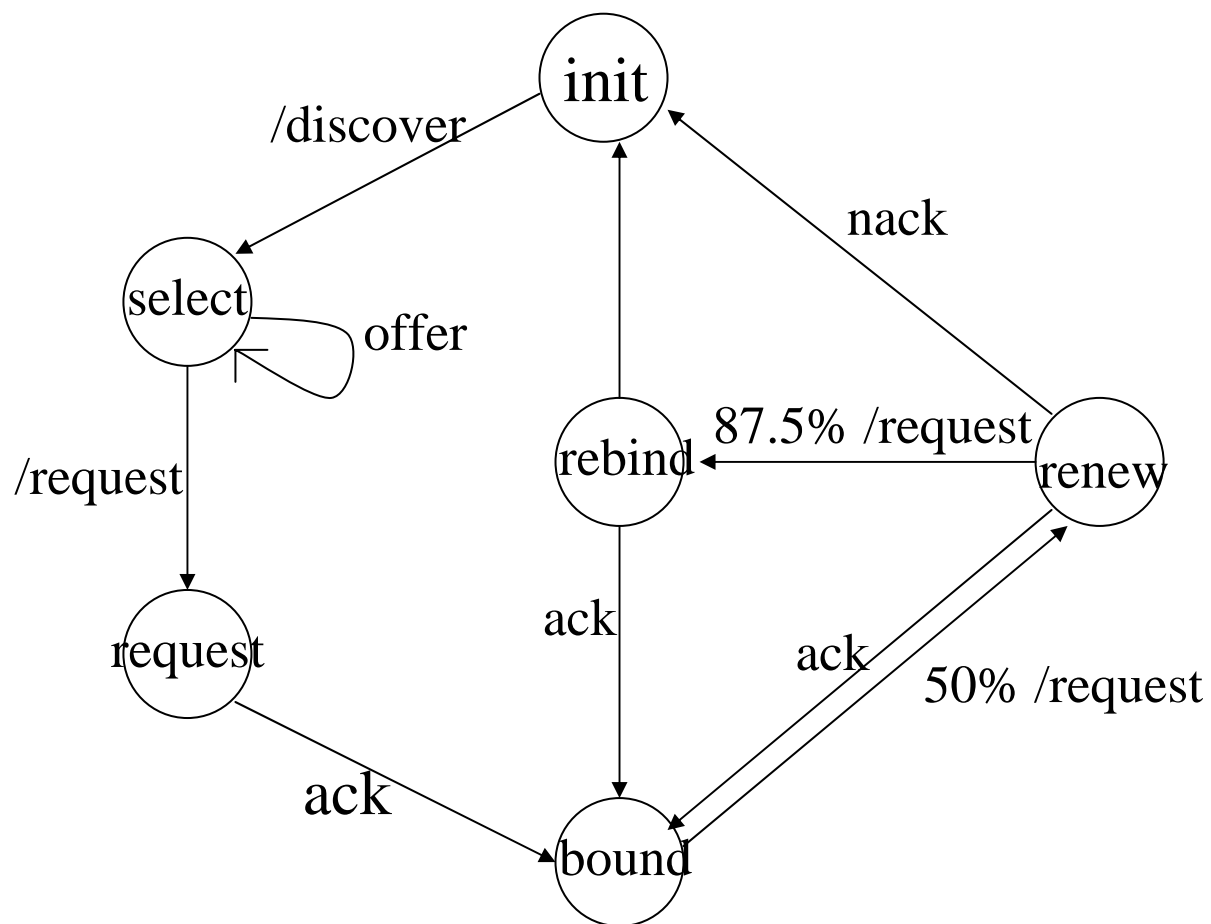 init
/discover
nack
select
offer
87.5% /request
rebind
renew
/request
ack
request
ack
50% /request
ack
bound